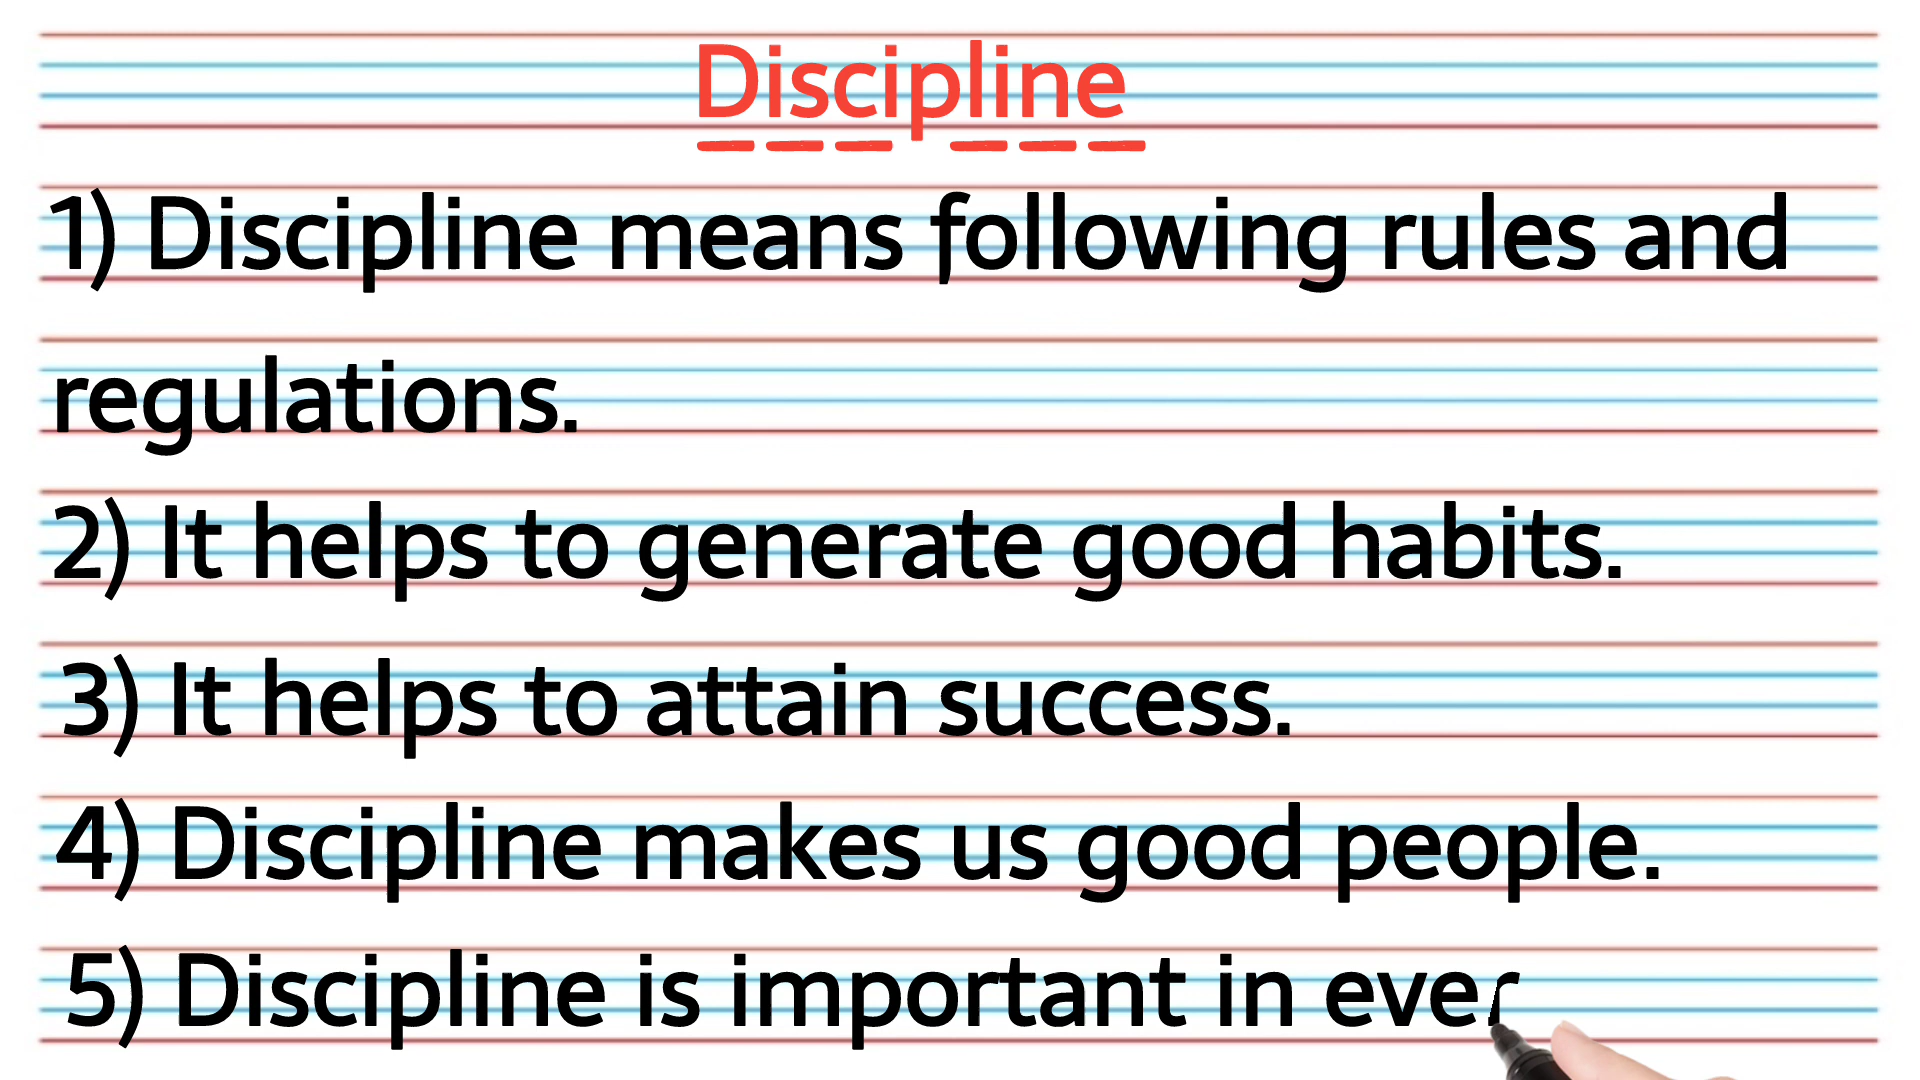 Discipline
1) Discipline means following rules and
regulations.
2) It helps to generate good habits.
3) It helps to attain success.
4) Discipline makes us good people.
5) Discipline is important in ever